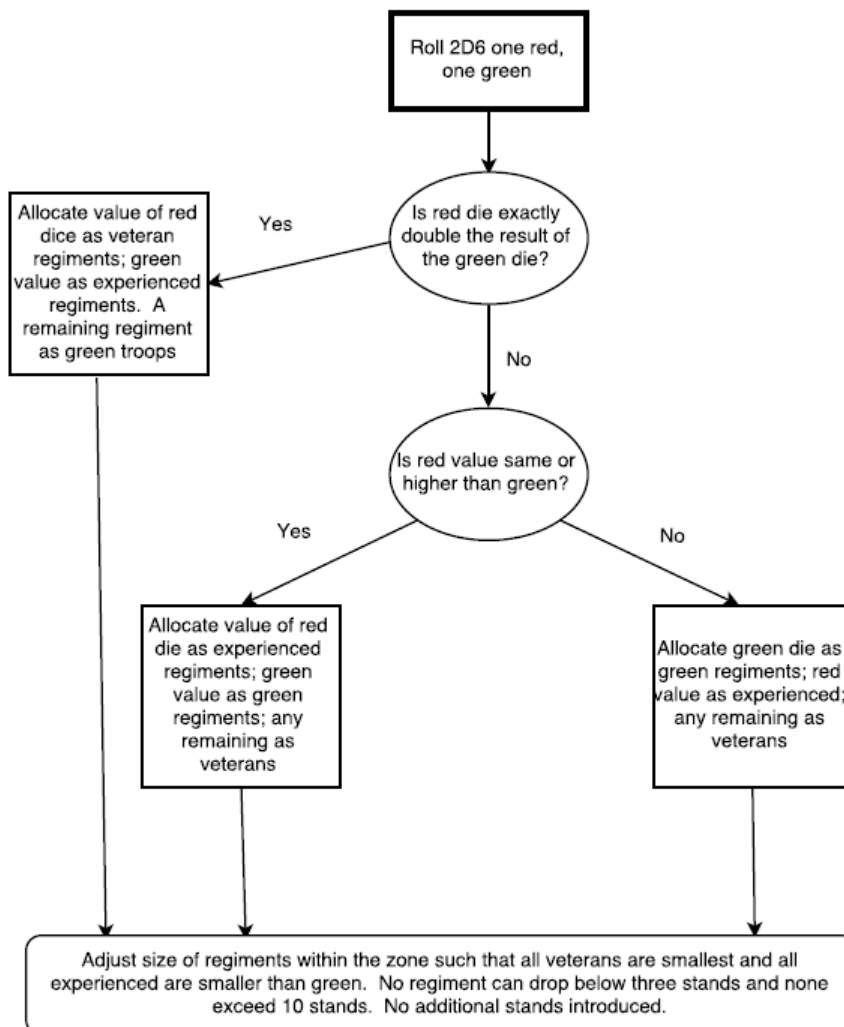 Roll 2D6 one red,
one green
Is red die exactly
double the result of
the green die?
Yes
Allocate value of red
dice as veteran
regiments; green
value as experienced
regiments. A
remaining regiment
as green troops
No
Is red value same or
higher than green?
Yes
No
Allocate value of red
die as experienced
regiments; green
value as green
regiments; any
remaining as
veterans
Allocate green die as
green regiments; red
value as experienced;
any remaining as
veterans
Adjust size of regiments within the zone such that all veterans are smallest and all
experienced are smaller than green. No regiment can drop below three stands and none
exceed 10 stands. No additional stands introduced.